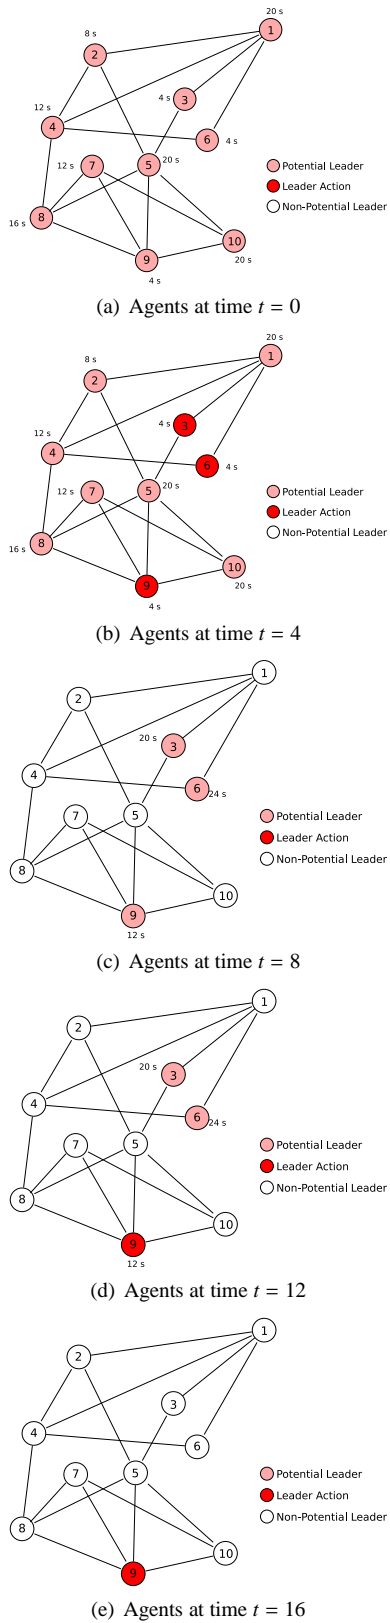 20 s
1
8 s
2
4 s
3
12 s
4
6
4 s
12 s
7
5
20 s
Potential Leader
Leader Action
Non-Potential Leader
16 s
8
10
20 s
9
4 s
(a) Agents at time t = 0
20 s
1
8 s
2
4 s
3
12 s
4
6
4 s
12 s
7
5
20 s
Potential Leader
Leader Action
Non-Potential Leader
16 s
8
10
20 s
9
4 s
(b) Agents at time t = 4
1
2
20 s
3
4
6
24 s
7
5
Potential Leader
Leader Action
Non-Potential Leader
8
10
9
12 s
(c) Agents at time t = 8
1
2
20 s
3
4
6
24 s
7
5
Potential Leader
Leader Action
Non-Potential Leader
8
10
9
12 s
(d) Agents at time t = 12
1
2
3
4
6
7
5
Potential Leader
Leader Action
Non-Potential Leader
8
10
9
(e) Agents at time t = 16